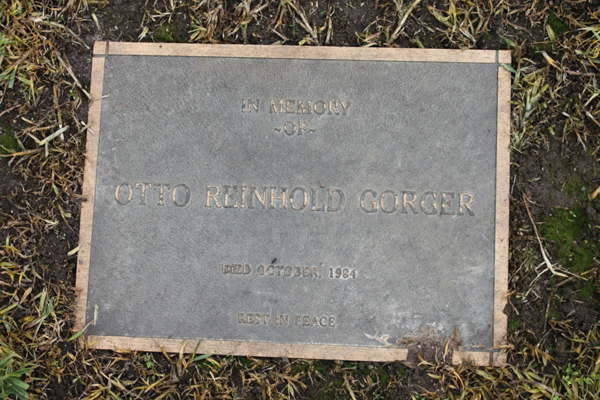 IN MEMORY
~OF~
OTTO REINHOLD GORGER
DIED OCTOBER, 1984
REST IN PEACE